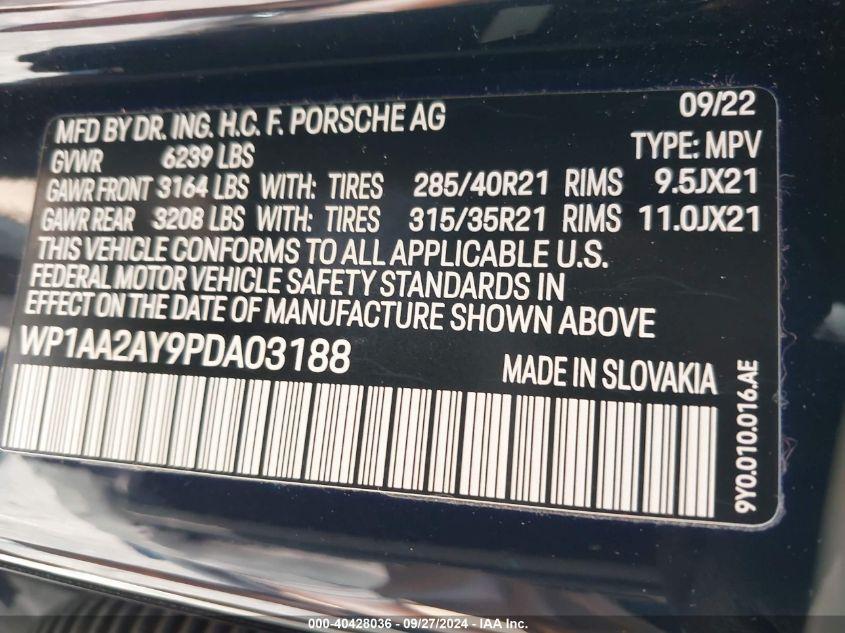 MFD BY DR. ING. H.C. F. PORSCHE AG 09/22
GVWR 6239 LBS TYPE: MPV
GAWR FRONT 3164 LBS WITH: TIRES 285/40R21 RIMS 9.5JX21
GAWR REAR 3208 LBS WITH: TIRES 315/35R21 RIMS 11.0JX21
THIS VEHICLE CONFORMS TO ALL APPLICABLE U.S.
FEDERAL MOTOR VEHICLE SAFETY STANDARDS IN
EFFECT ON THE DATE OF MANUFACTURE SHOWN ABOVE
WP1AA2AY9PDA03188 MADE IN SLOVAKIA
9Y0.010.016.AE
000-40428036 - 09/27/2024 - IAA, Inc.